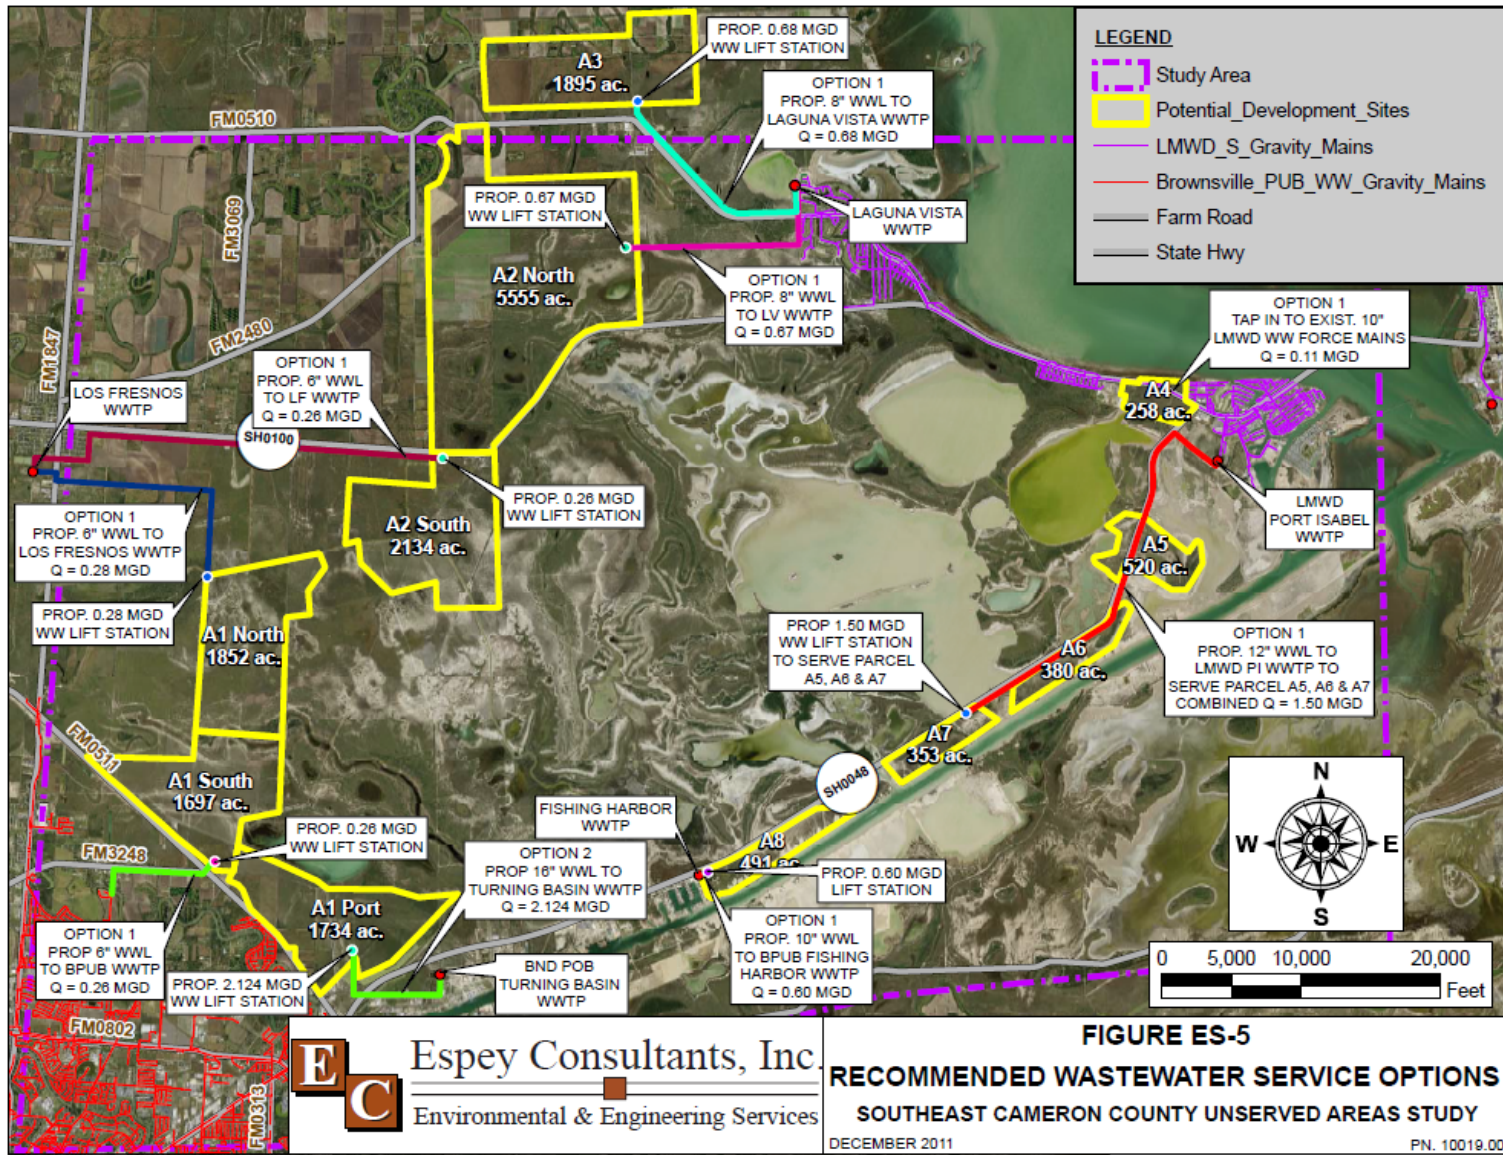 LEGEND
Study Area
Potential_Development_Sites
LMWD_S_Gravity_Mains
Brownsville_PUB_WW_Gravity_Mains
Farm Road
State Hwy
PROP. 0.68 MGD
WW LIFT STATION
A3
1895 ac.
OPTION 1
PROP. 8" WWL TO
LAGUNA VISTA WWTP
Q = 0.68 MGD
FM0510
FM3069
PROP. 0.67 MGD
WW LIFT STATION
LAGUNA VISTA
WWTP
A2 North
5555 ac.
OPTION 1
PROP. 8" WWL
TO LV WWTP
Q = 0.67 MGD
OPTION 1
TAP IN TO EXIST. 10"
LMWD WW FORCE MAINS
Q = 0.11 MGD
FM2480
FM1847
OPTION 1
PROP. 6" WWL
TO LF WWTP
Q = 0.26 MGD
LOS FRESNOS
WWTP
SH0100
A4
258 ac.
PROP. 0.26 MGD
WW LIFT STATION
LMWD
PORT ISABEL
WWTP
OPTION 1
PROP. 6" WWL TO
LOS FRESNOS WWTP
Q = 0.28 MGD
A2 South
2134 ac.
A5
520 ac.
PROP. 0.28 MGD
WW LIFT STATION
A1 North
1852 ac.
PROP 1.50 MGD
WW LIFT STATION
TO SERVE PARCEL
A5, A6 & A7
A6
380 ac.
OPTION 1
PROP. 12" WWL TO
LMWD PI WWTP TO
SERVE PARCEL A5, A6 & A7
COMBINED Q = 1.50 MGD
FM0511
A7
353 ac.
A1 South
1697 ac.
SH0048
N
W
E
S
FISHING HARBOR
WWTP
PROP. 0.26 MGD
WW LIFT STATION
FM3248
A8
491 ac.
OPTION 2
PROP 16" WWL TO
TURNING BASIN WWTP
Q = 2.124 MGD
PROP. 0.60 MGD
LIFT STATION
A1 Port
1734 ac.
OPTION 1
PROP 6" WWL
TO BPUB WWTP
Q = 0.26 MGD
OPTION 1
PROP. 10" WWL
TO BPUB FISHING
HARBOR WWTP
Q = 0.60 MGD
PROP. 2.124 MGD
WW LIFT STATION
BND POB
TURNING BASIN
WWTP
0 5,000 10,000 20,000
Feet
FM0802
FM0313
E C
Espey Consultants, Inc.
Environmental & Engineering Services
FIGURE ES-5
RECOMMENDED WASTEWATER SERVICE OPTIONS
SOUTHEAST CAMERON COUNTY UNSERVED AREAS STUDY
DECEMBER 2011
PN. 10019.00